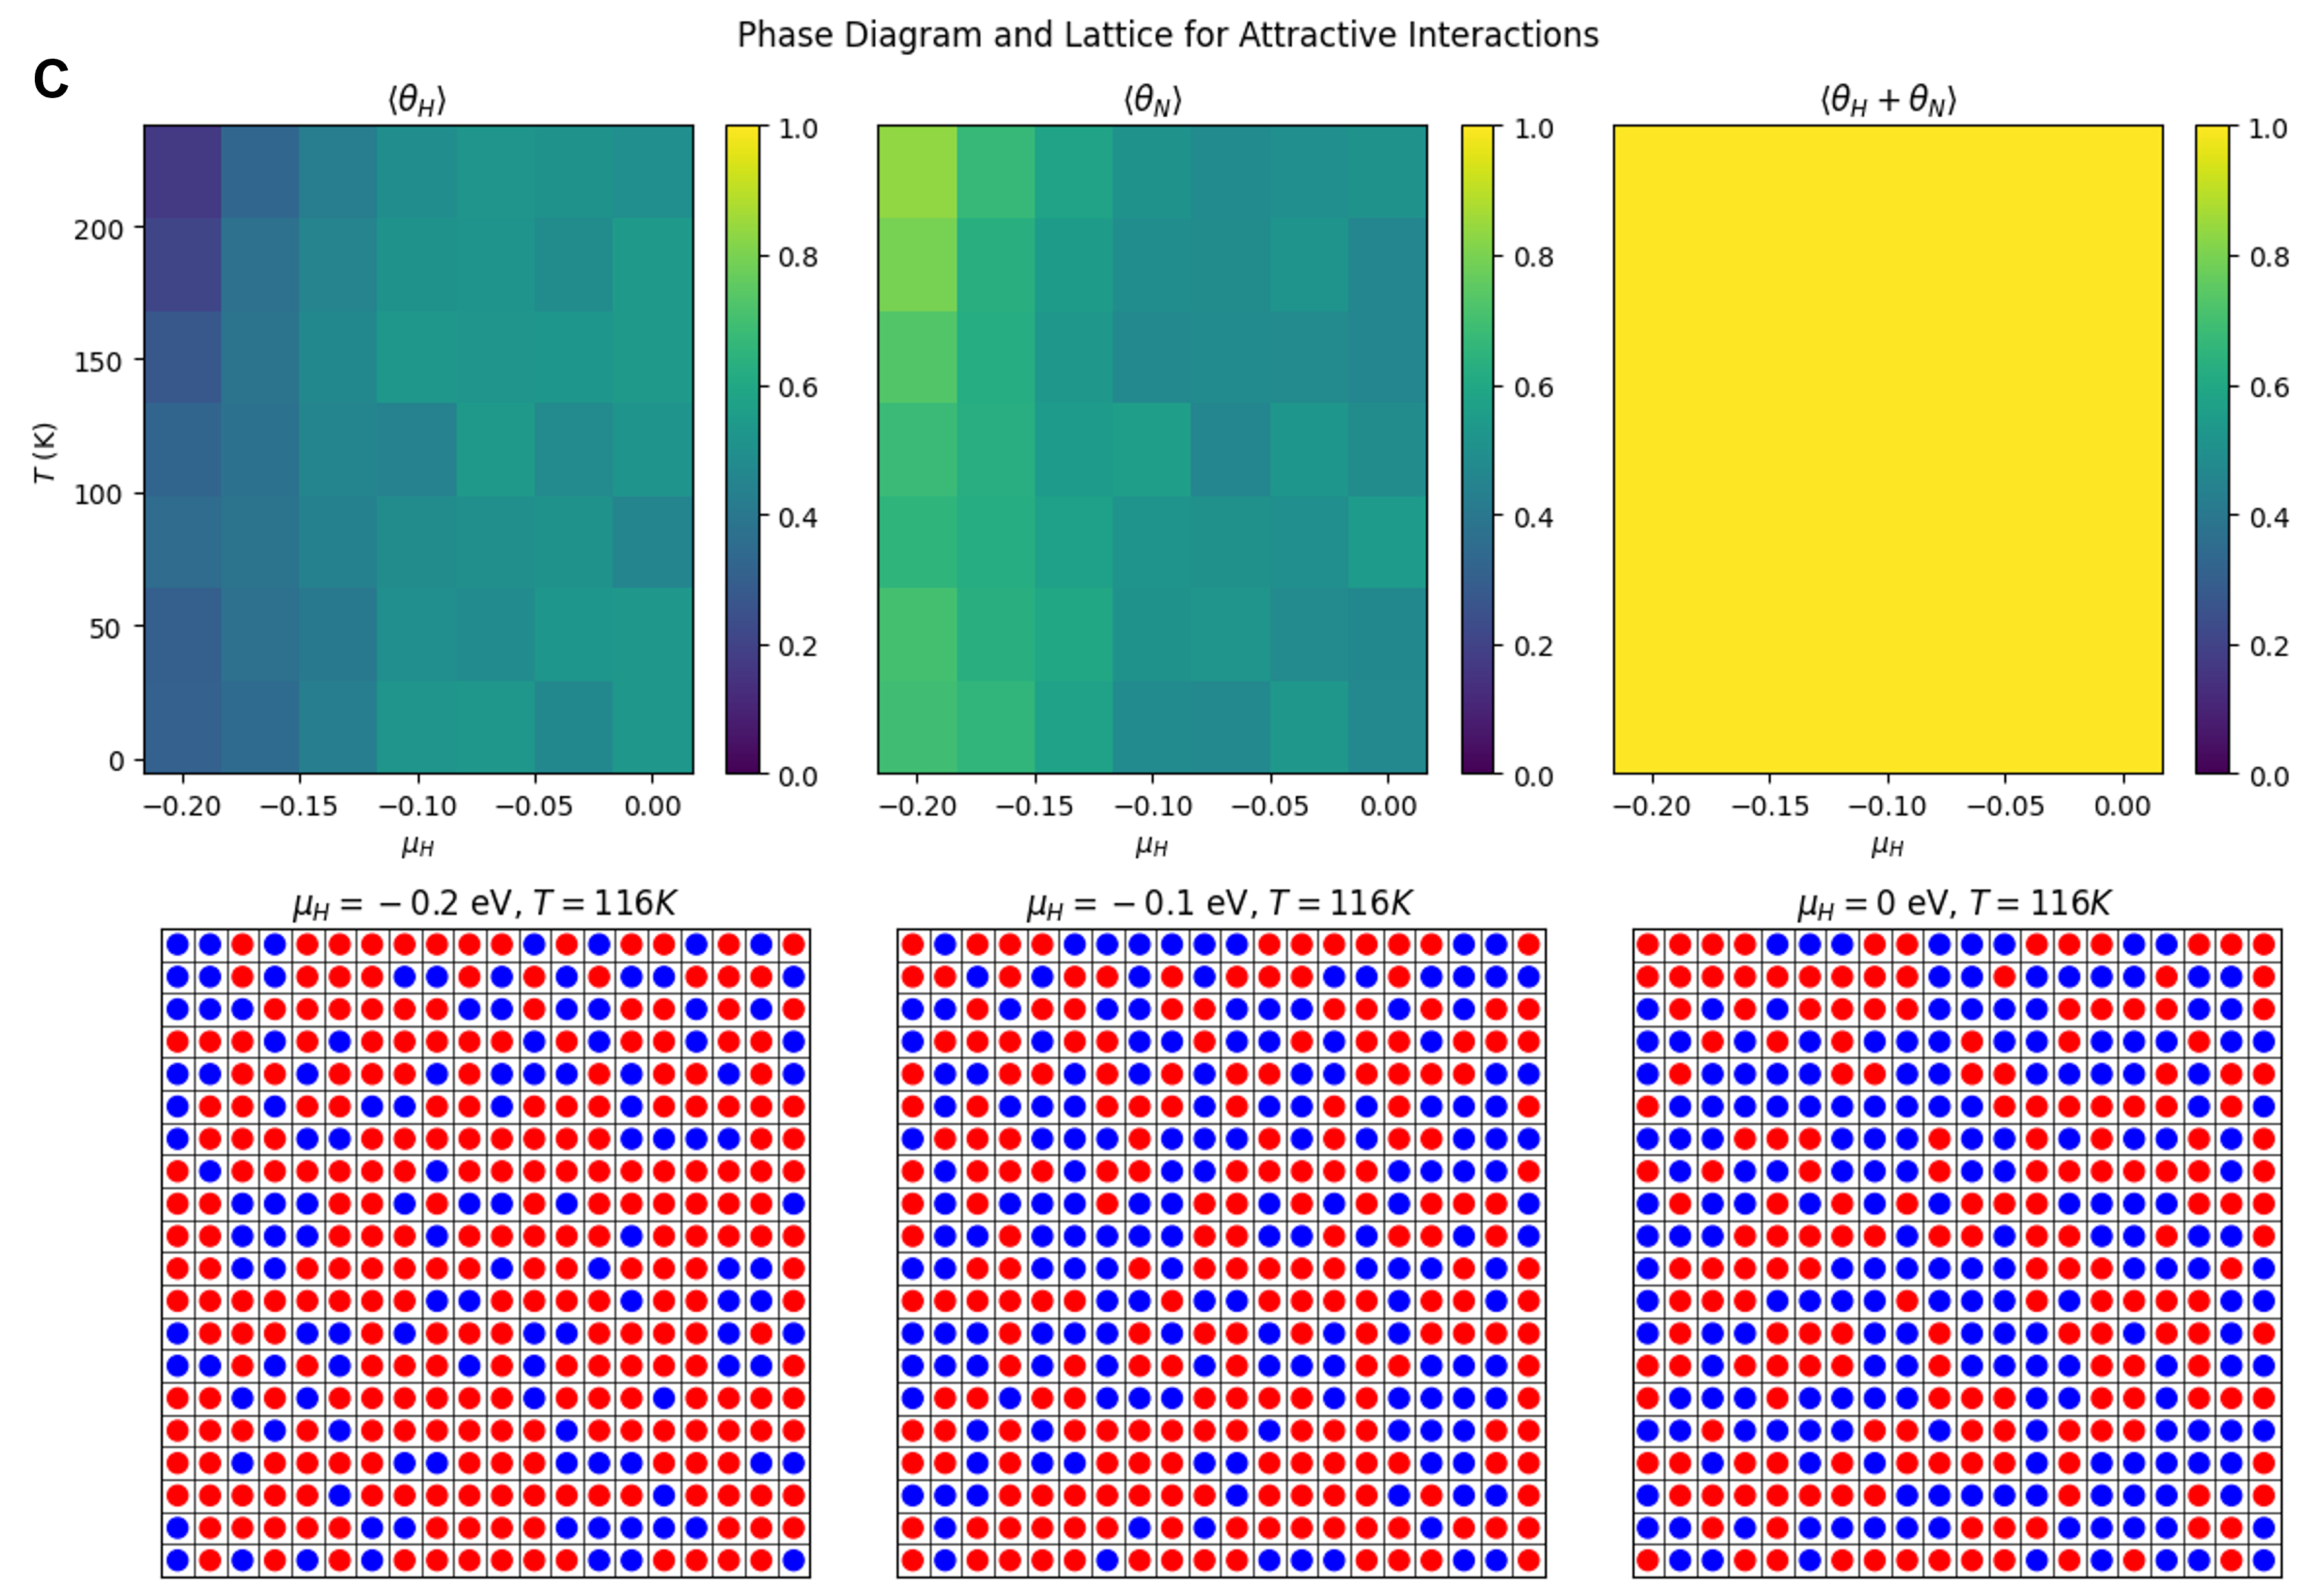 Phase Diagram and Lattice for Attractive Interactions
C
⟨θ_H⟩
⟨θ_N⟩
⟨θ_H + θ_N⟩
T (K)
200
150
100
50
0
−0.20 −0.15 −0.10 −0.05 0.00
μ_H
1.0
0.8
0.6
0.4
0.2
0.0
−0.20 −0.15 −0.10 −0.05 0.00
μ_H
1.0
0.8
0.6
0.4
0.2
0.0
−0.20 −0.15 −0.10 −0.05 0.00
μ_H
1.0
0.8
0.6
0.4
0.2
0.0
μ_H = − 0.2 eV, T = 116K
μ_H = − 0.1 eV, T = 116K
μ_H = 0 eV, T = 116K